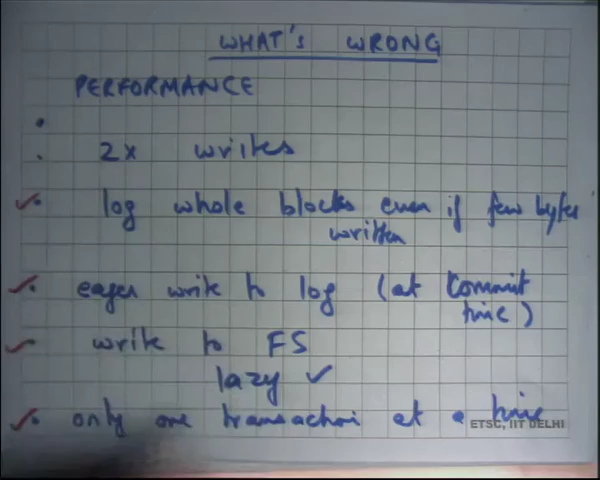 WHAT's WRONG
PERFORMANCE
2x writes
log whole blocks even if few bytes
written
eager write to log (at commit
time)
write to FS
lazy ✓
only one transaction at a time
ETSC, IIT DELHI